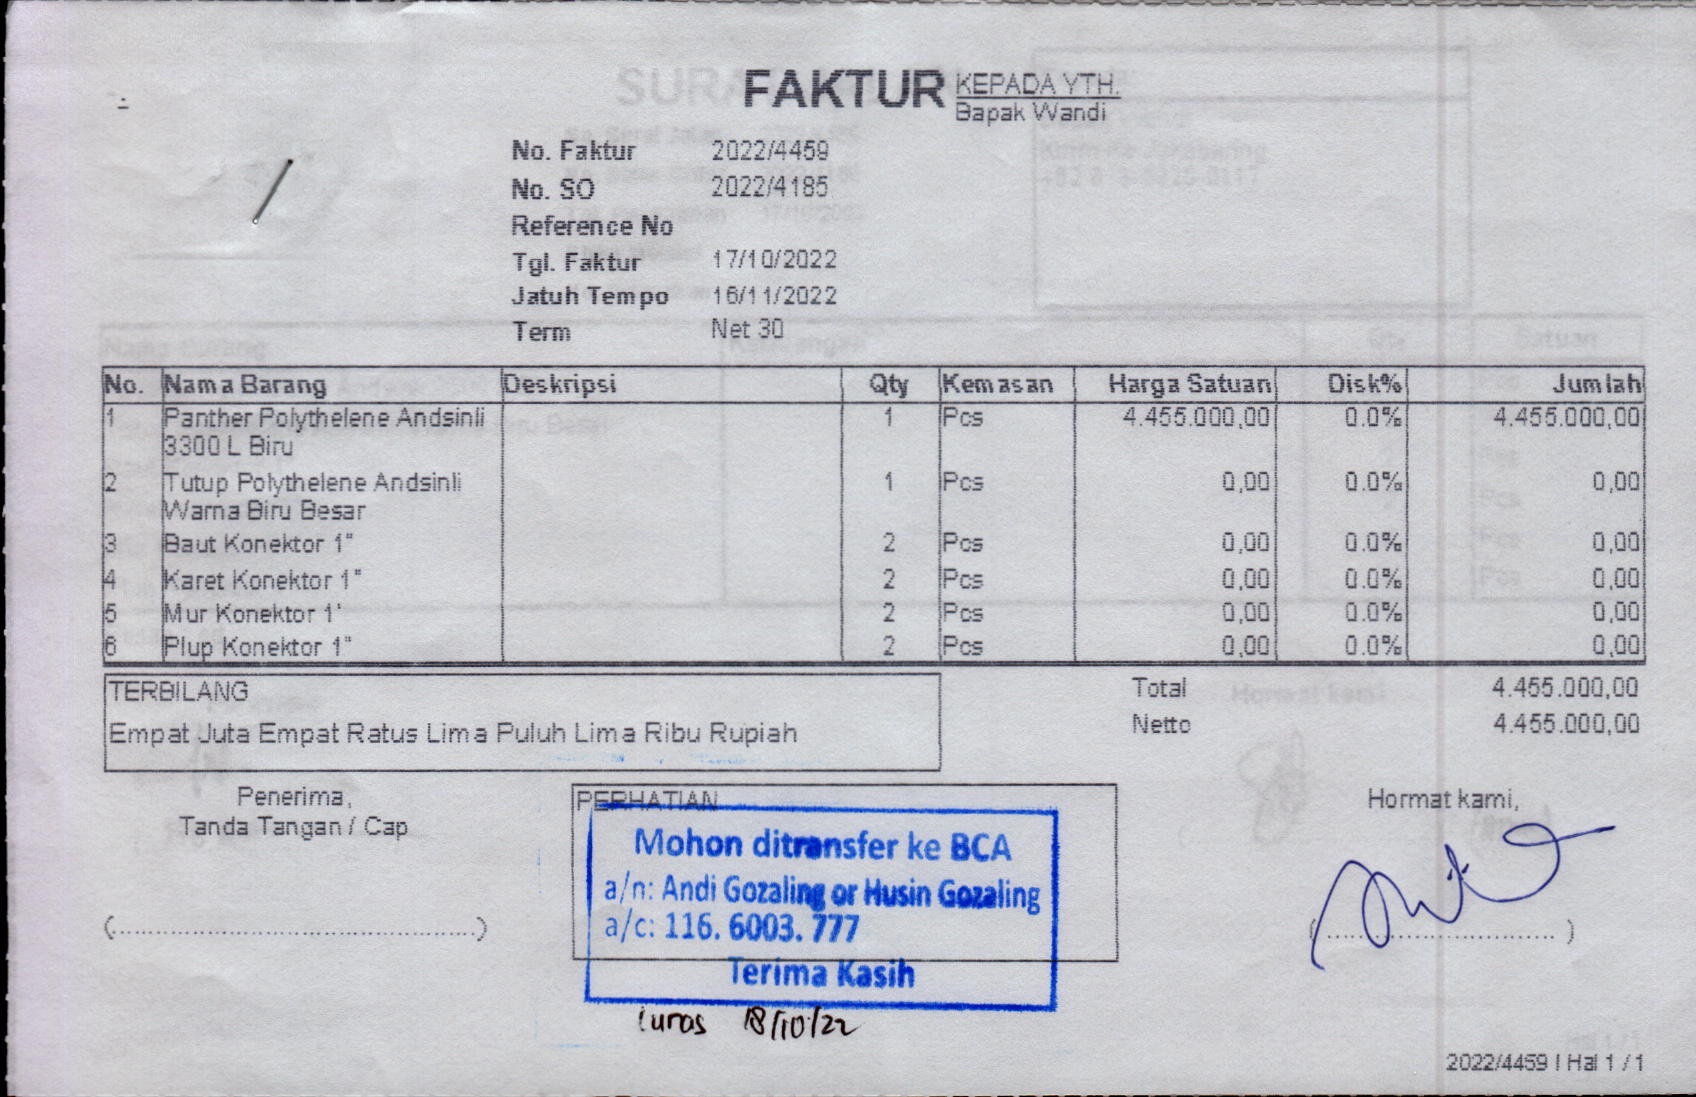 FAKTUR
KEPADA YTH.
Bapak Wandi
No. Faktur 2022/4459
No. SO 2022/4185
Reference No
Tgl. Faktur 17/10/2022
Jatuh Tempo 16/11/2022
Term Net 30
No. Nama Barang Deskripsi Qty Kemasan Harga Satuan Disk% Jumlah
1 Panther Polythelene Andsinli 1 Pcs 4.455.000,00 0.0% 4.455.000,00
3300 L Biru
2 Tutup Polythelene Andsinli 1 Pcs 0,00 0.0% 0,00
Warna Biru Besar
3 Baut Konektor 1" 2 Pcs 0,00 0.0% 0,00
4 Karet Konektor 1" 2 Pcs 0,00 0.0% 0,00
5 Mur Konektor 1' 2 Pcs 0,00 0.0% 0,00
6 Plup Konektor 1" 2 Pcs 0,00 0.0% 0,00
TERBILANG
Empat Juta Empat Ratus Lima Puluh Lima Ribu Rupiah
Total 4.455.000,00
Netto 4.455.000,00
Penerima,
Tanda Tangan / Cap
(..............................................)
PERHATIAN
Mohon ditransfer ke BCA
a/n: Andi Gozaling or Husin Gozaling
a/c: 116. 6003. 777
Terima Kasih
Lunas 18/10/22
Hormat kami,
(..............................)
2022/4459 | Hal 1 / 1